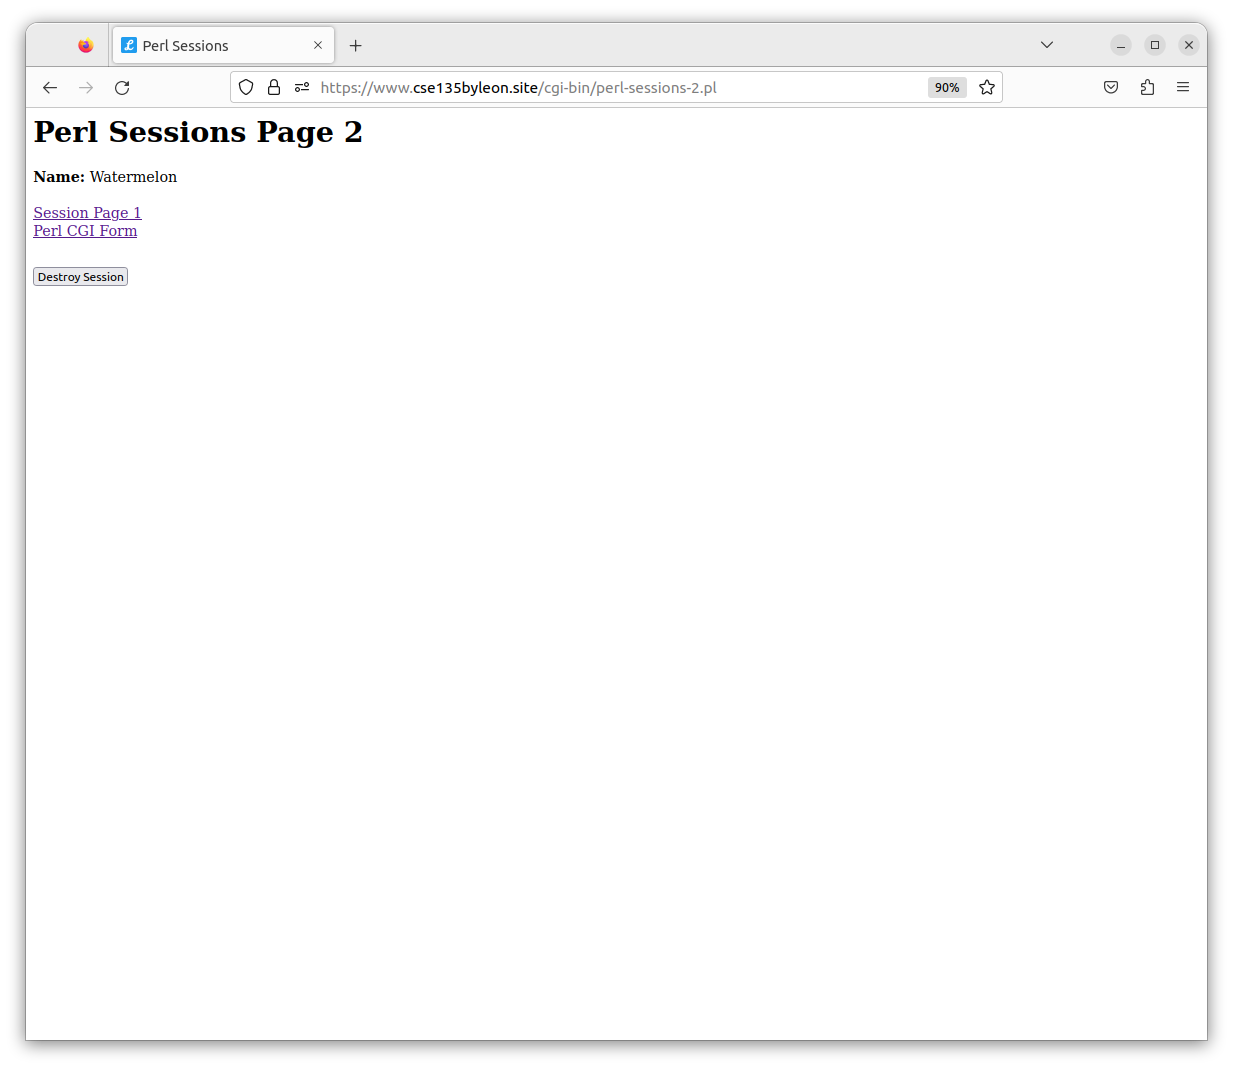 Perl Sessions
https://www.cse135byleon.site/cgi-bin/perl-sessions-2.pl
90%
Perl Sessions Page 2
Name: Watermelon
Session Page 1
Perl CGI Form
Destroy Session